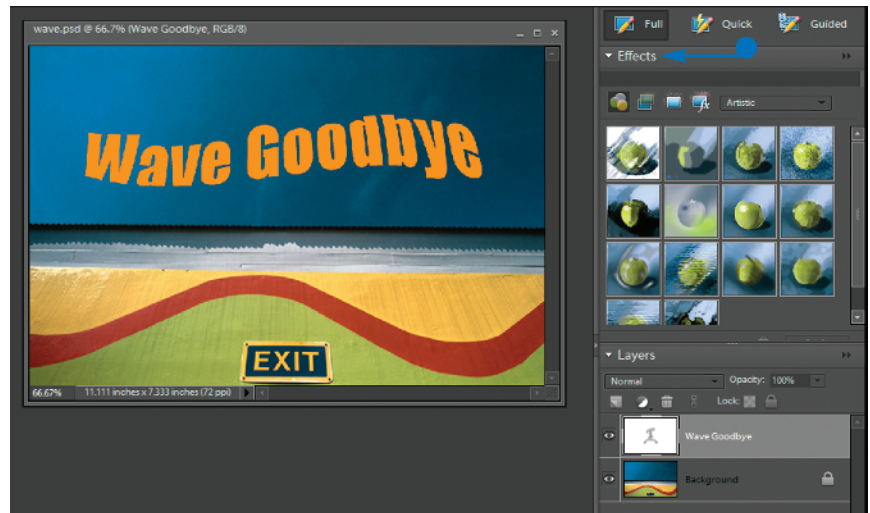 wave.psd @ 66.7% (Wave Goodbye, RGB/8)
Wave Goodbye
EXIT
66.67% 11.111 inches x 7.333 inches (72 ppi)
Full Quick Guided
Effects
Artistic
Layers
Normal Opacity: 100%
Lock:
Wave Goodbye
Background